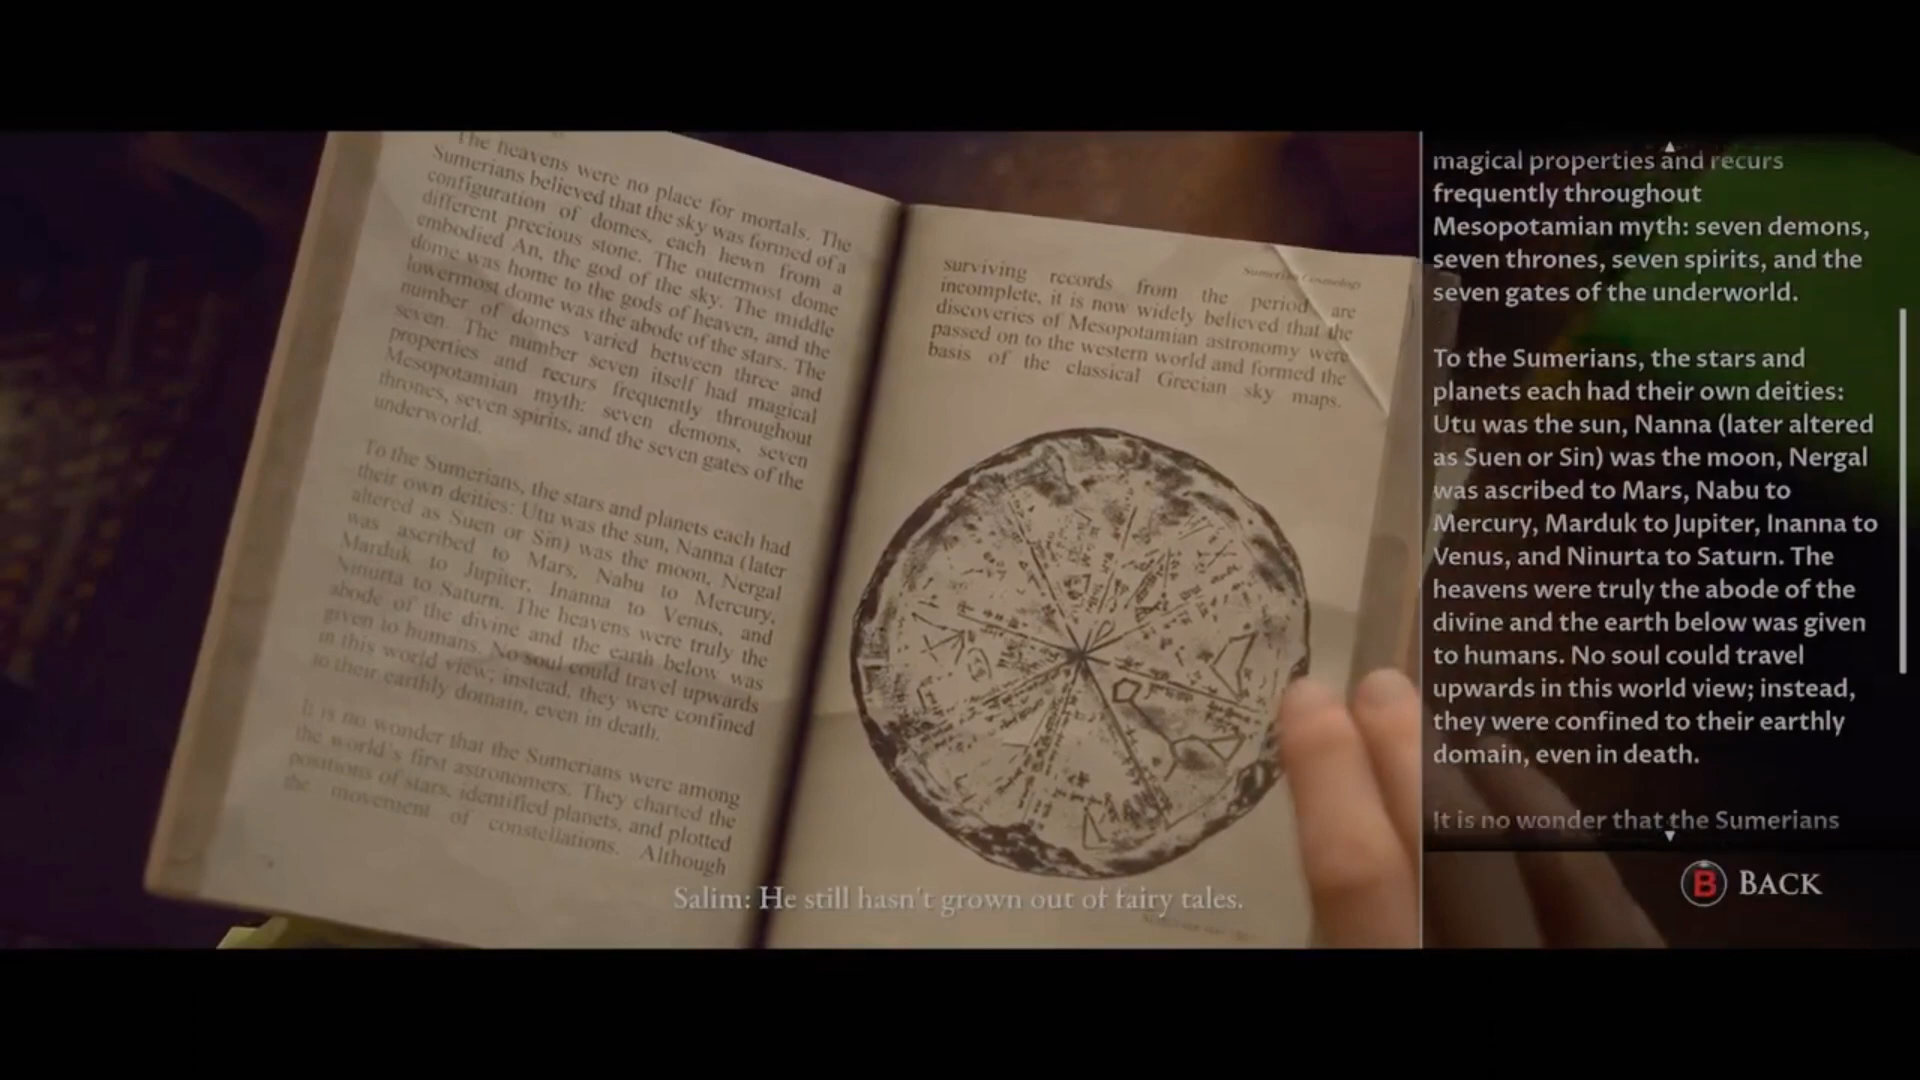 The heavens were no place for mortals. The
Sumerians believed that the sky was formed of a
configuration of domes, each hewn from a
different precious stone. The outermost dome
embodied An, the god of the sky. The middle
dome was home to the gods of heaven, and the
lowermost dome was the abode of the stars. The
number of domes varied between three and
seven. The number seven itself had magical
properties and recurs frequently throughout
Mesopotamian myth: seven demons, seven
thrones, seven spirits, and the seven gates of the
underworld.
To the Sumerians, the stars and planets each had
their own deities: Utu was the sun, Nanna (later
altered as Suen or Sin) was the moon, Nergal
was ascribed to Mars, Nabu to Mercury,
Marduk to Jupiter, Inanna to Venus, and
Ninurta to Saturn. The heavens were truly the
abode of the divine and the earth below was
given to humans. No soul could travel upwards
in this world view; instead, they were confined
to their earthly domain, even in death.
It is no wonder that the Sumerians were among
the world's first astronomers. They charted the
positions of stars, identified planets, and plotted
the movement of constellations. Although
Sumerian Cosmology
surviving records from the period are
incomplete, it is now widely believed that the
discoveries of Mesopotamian astronomy were
passed on to the western world and formed the
basis of the classical Grecian sky maps.
Salim: He still hasn't grown out of fairy tales.
magical properties and recurs
frequently throughout
Mesopotamian myth: seven demons,
seven thrones, seven spirits, and the
seven gates of the underworld.
To the Sumerians, the stars and
planets each had their own deities:
Utu was the sun, Nanna (later altered
as Suen or Sin) was the moon, Nergal
was ascribed to Mars, Nabu to
Mercury, Marduk to Jupiter, Inanna to
Venus, and Ninurta to Saturn. The
heavens were truly the abode of the
divine and the earth below was given
to humans. No soul could travel
upwards in this world view; instead,
they were confined to their earthly
domain, even in death.
It is no wonder that the Sumerians
B BACK